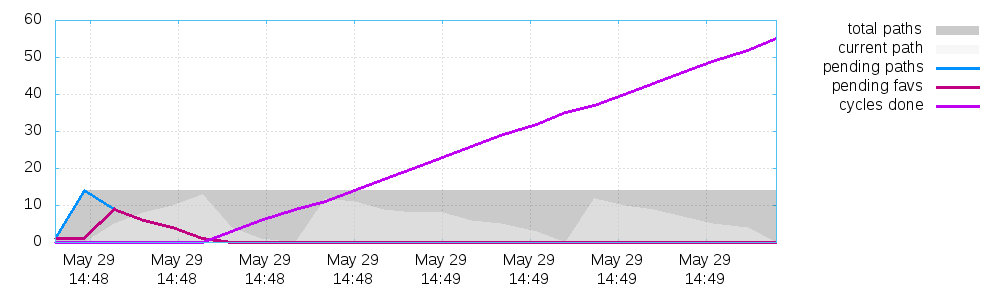 60
50
40
30
20
10
0
May 29 May 29 May 29 May 29 May 29 May 29 May 29 May 29
14:48 14:48 14:48 14:48 14:49 14:49 14:49 14:49
total paths
current path
pending paths
pending favs
cycles done